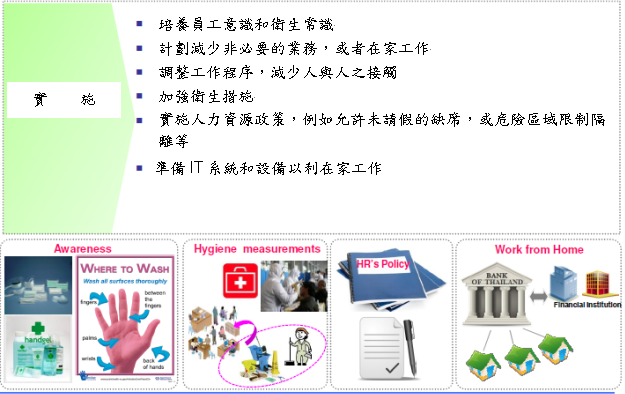 培養員工意識和衛生常識
計劃減少非必要的業務，或者在家工作
調整工作程序，減少人與人之接觸
實 施
加強衛生措施
實施人力資源政策，例如允許未請假的缺席，或危險區域限制隔
離等
準備 IT 系統和設備以利在家工作
Awareness
WHERE TO WASH
Wash all surfaces thoroughly
between
the
fingers
fingers
palms
wrists
back
of hands
handgel
Hygiene measurements
HR's Policy
Work from Home
BANK
OF THAILAND
Financial Institution